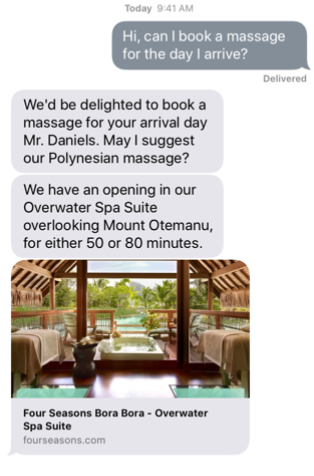 Today 9:41 AM
Hi, can I book a massage
for the day I arrive?
Delivered
We'd be delighted to book a
massage for your arrival day
Mr. Daniels. May I suggest
our Polynesian massage?
We have an opening in our
Overwater Spa Suite
overlooking Mount Otemanu,
for either 50 or 80 minutes.
Four Seasons Bora Bora - Overwater
Spa Suite
fourseasons.com